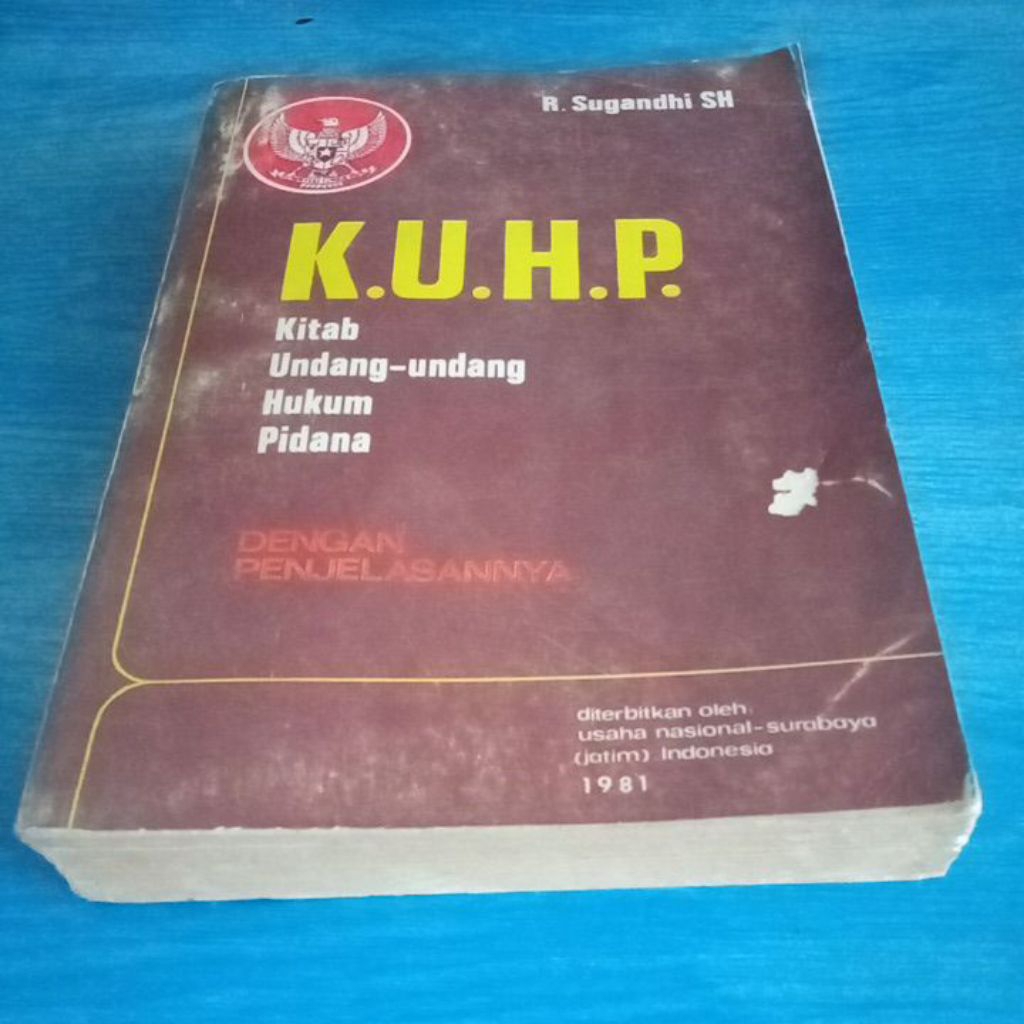 R. Sugandhi SH
K.U.H.P.
Kitab
Undang-undang
Hukum
Pidana
DENGAN
PENJELASANNYA
diterbitkan oleh:
usaha nasional-surabaya
(jatim) Indonesia
1981